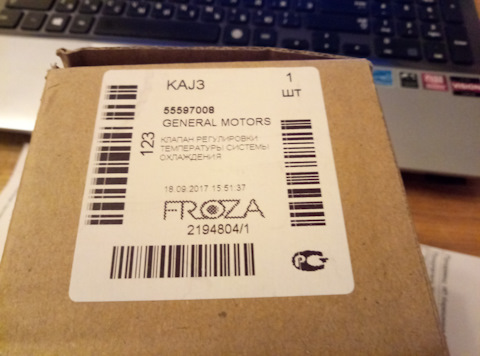 KAJ3
1
ШТ
55597008
GENERAL MOTORS
123
КЛАПАН РЕГУЛИРОВКИ
ТЕМПЕРАТУРЫ СИСТЕМЫ
ОХЛАЖДЕНИЯ
18.09.2017 15:51:37
FROZA
2194804/1